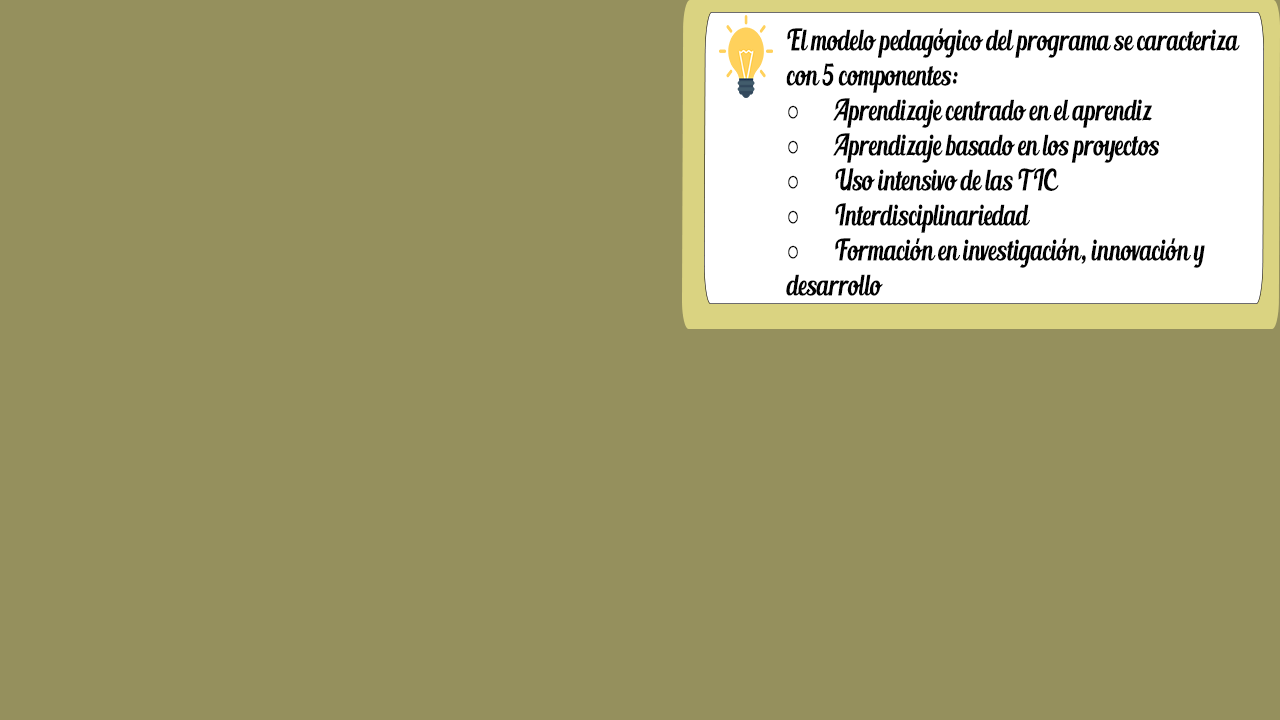 El modelo pedagógico del programa se caracteriza
con 5 componentes:
○ Aprendizaje centrado en el aprendiz
○ Aprendizaje basado en los proyectos
○ Uso intensivo de las TIC
○ Interdisciplinariedad
○ Formación en investigación, innovación y
desarrollo